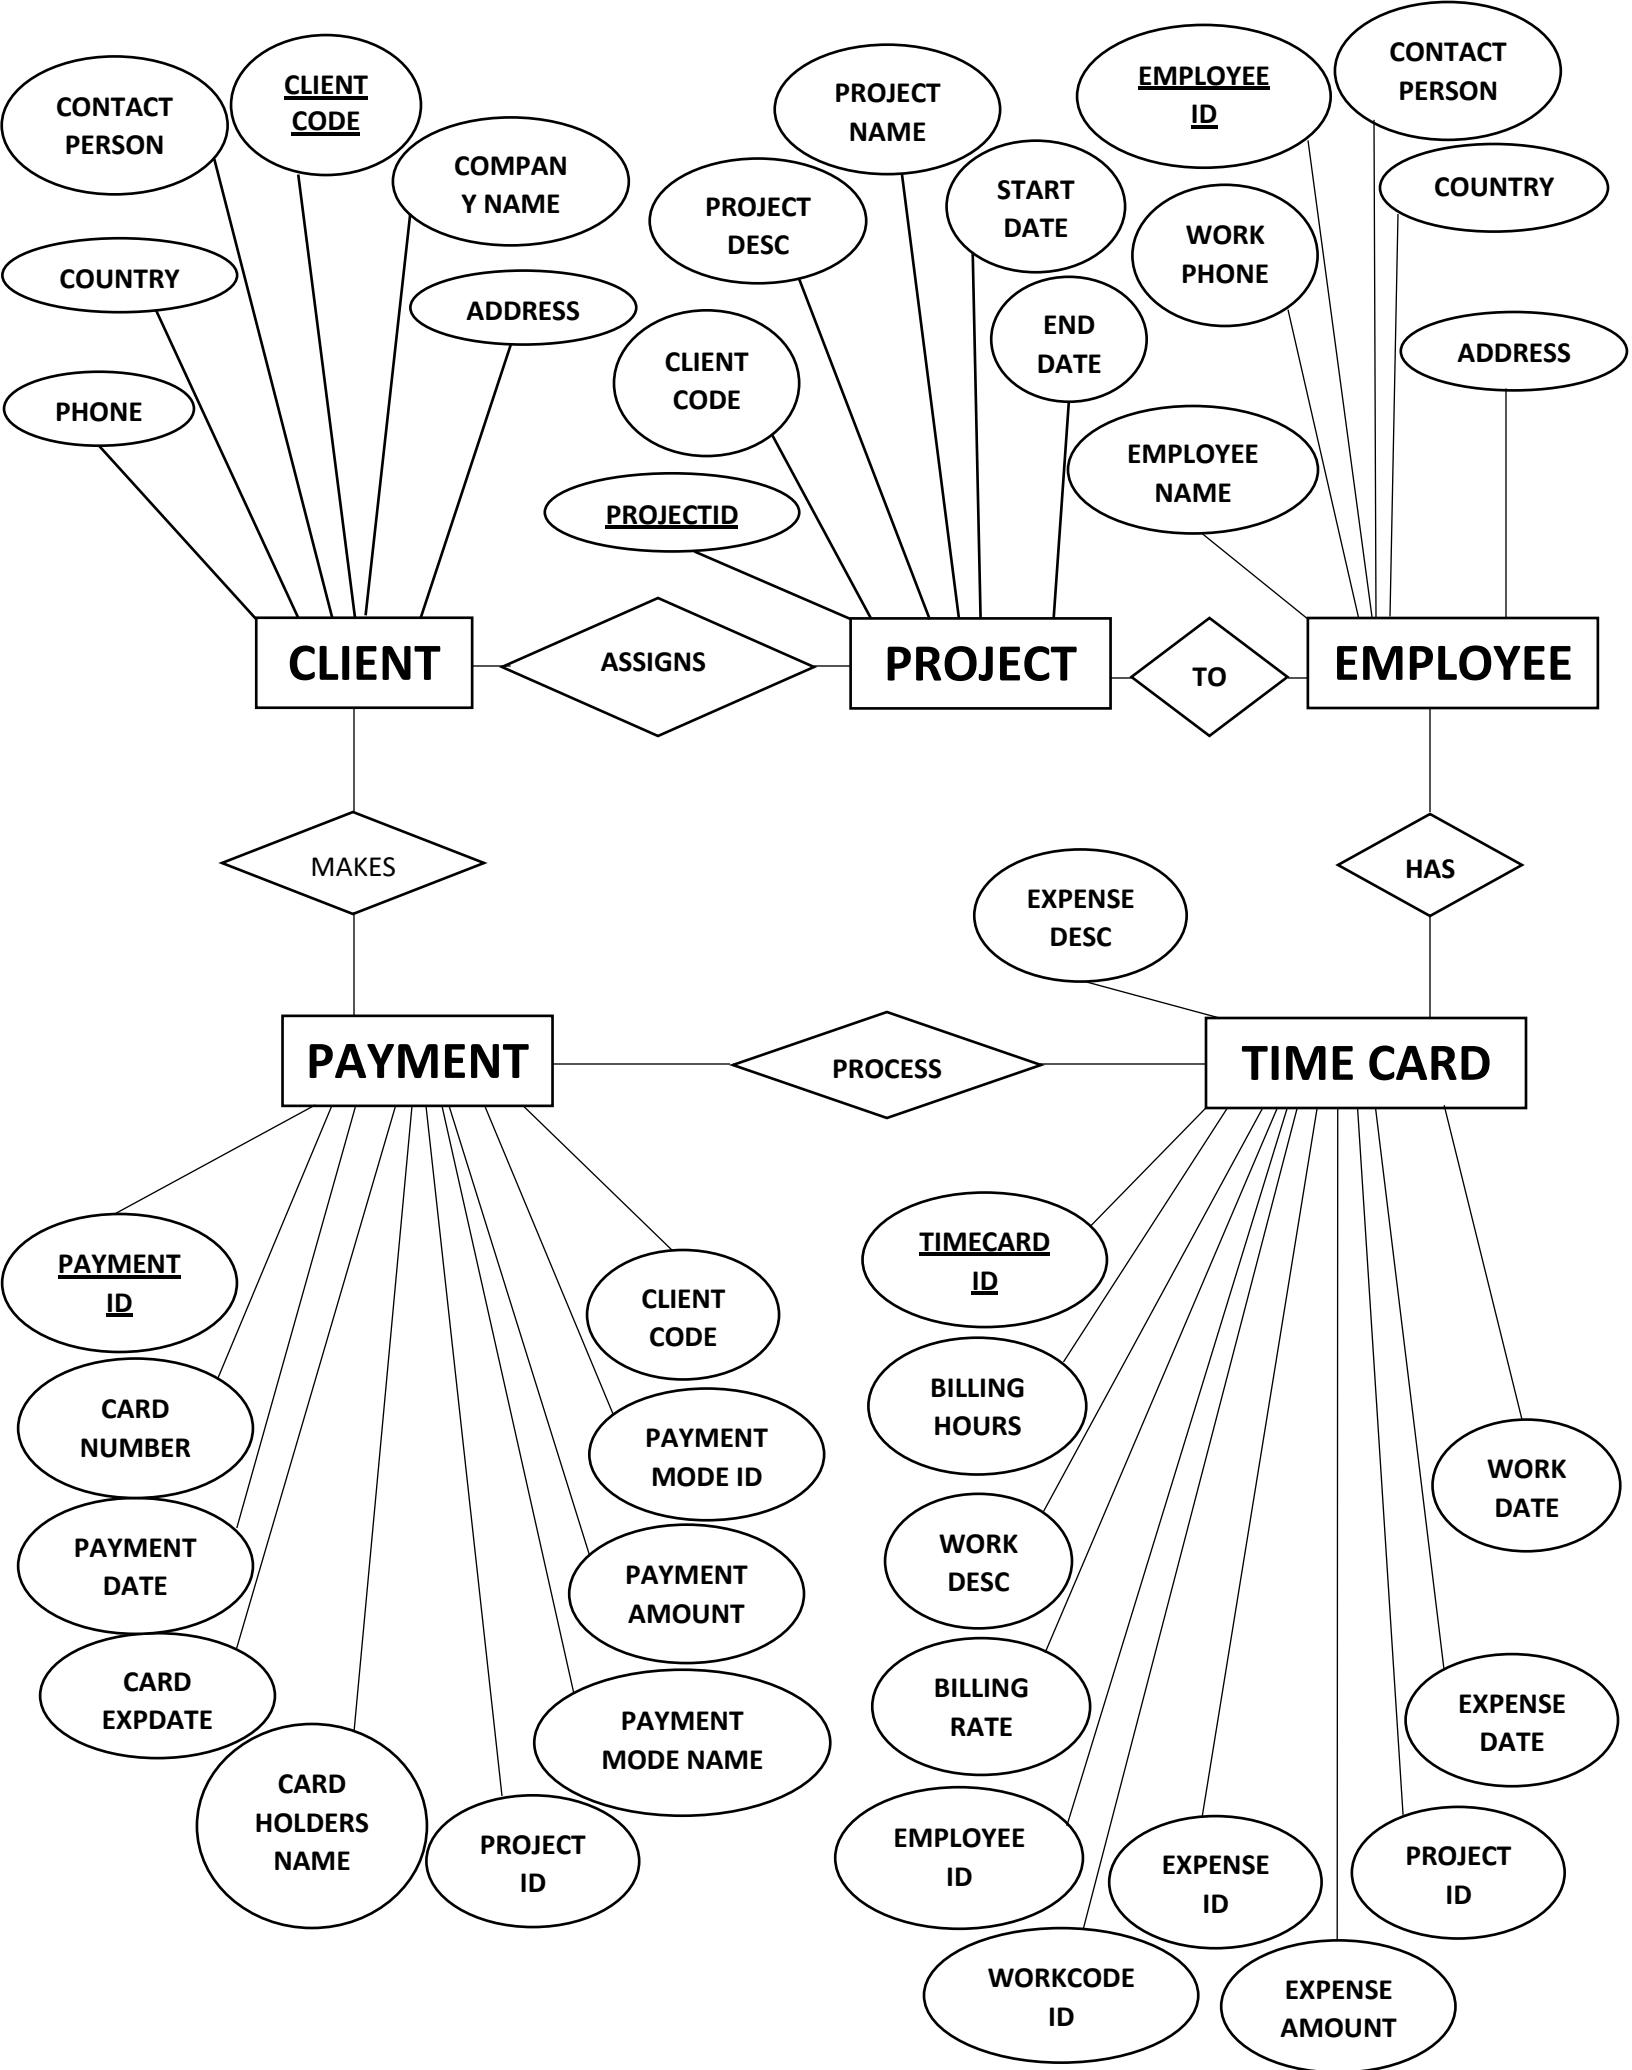 CONTACT
PERSON
CLIENT
CODE
COMPAN
Y NAME
COUNTRY
ADDRESS
PHONE
PROJECT
NAME
PROJECT
DESC
START
DATE
CLIENT
CODE
END
DATE
PROJECTID
EMPLOYEE
ID
CONTACT
PERSON
COUNTRY
WORK
PHONE
ADDRESS
EMPLOYEE
NAME
CLIENT
ASSIGNS
PROJECT
TO
EMPLOYEE
MAKES
HAS
EXPENSE
DESC
PAYMENT
PROCESS
TIME CARD
PAYMENT
ID
CARD
NUMBER
PAYMENT
DATE
CARD
EXPDATE
CARD
HOLDERS
NAME
PROJECT
ID
PAYMENT
MODE NAME
PAYMENT
AMOUNT
PAYMENT
MODE ID
CLIENT
CODE
TIMECARD
ID
BILLING
HOURS
WORK
DESC
BILLING
RATE
EMPLOYEE
ID
WORKCODE
ID
EXPENSE
ID
EXPENSE
AMOUNT
PROJECT
ID
EXPENSE
DATE
WORK
DATE